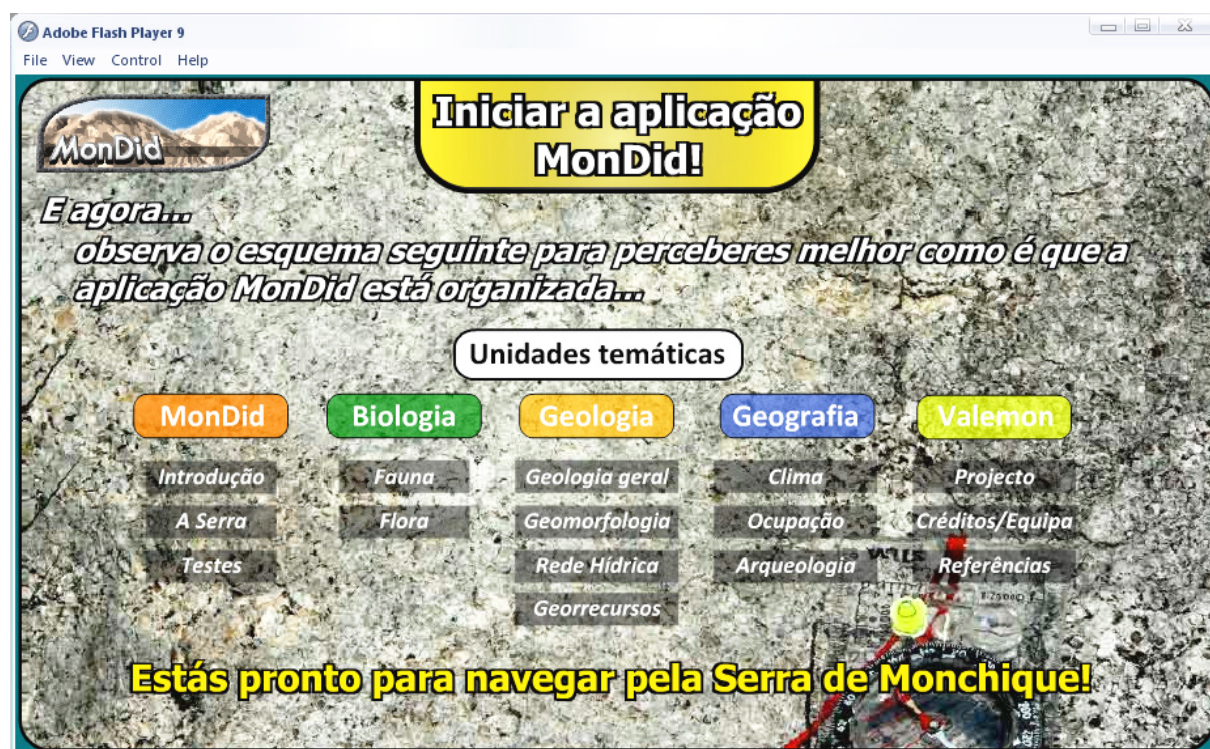 Adobe Flash Player 9
File View Control Help
MonDid
Iniciar a aplicação
MonDid!
E agora...
observa o esquema seguinte para perceberes melhor como é que a
aplicação MonDid está organizada...
Unidades temáticas
MonDid Biologia Geologia Geografia Valemon
Introdução Fauna Geologia geral Clima Projecto
A Serra Flora Geomorfologia Ocupação Créditos/Equipa
Testes Rede Hídrica Arqueologia Referências
Georrecursos
Estás pronto para navegar pela Serra de Monchique!